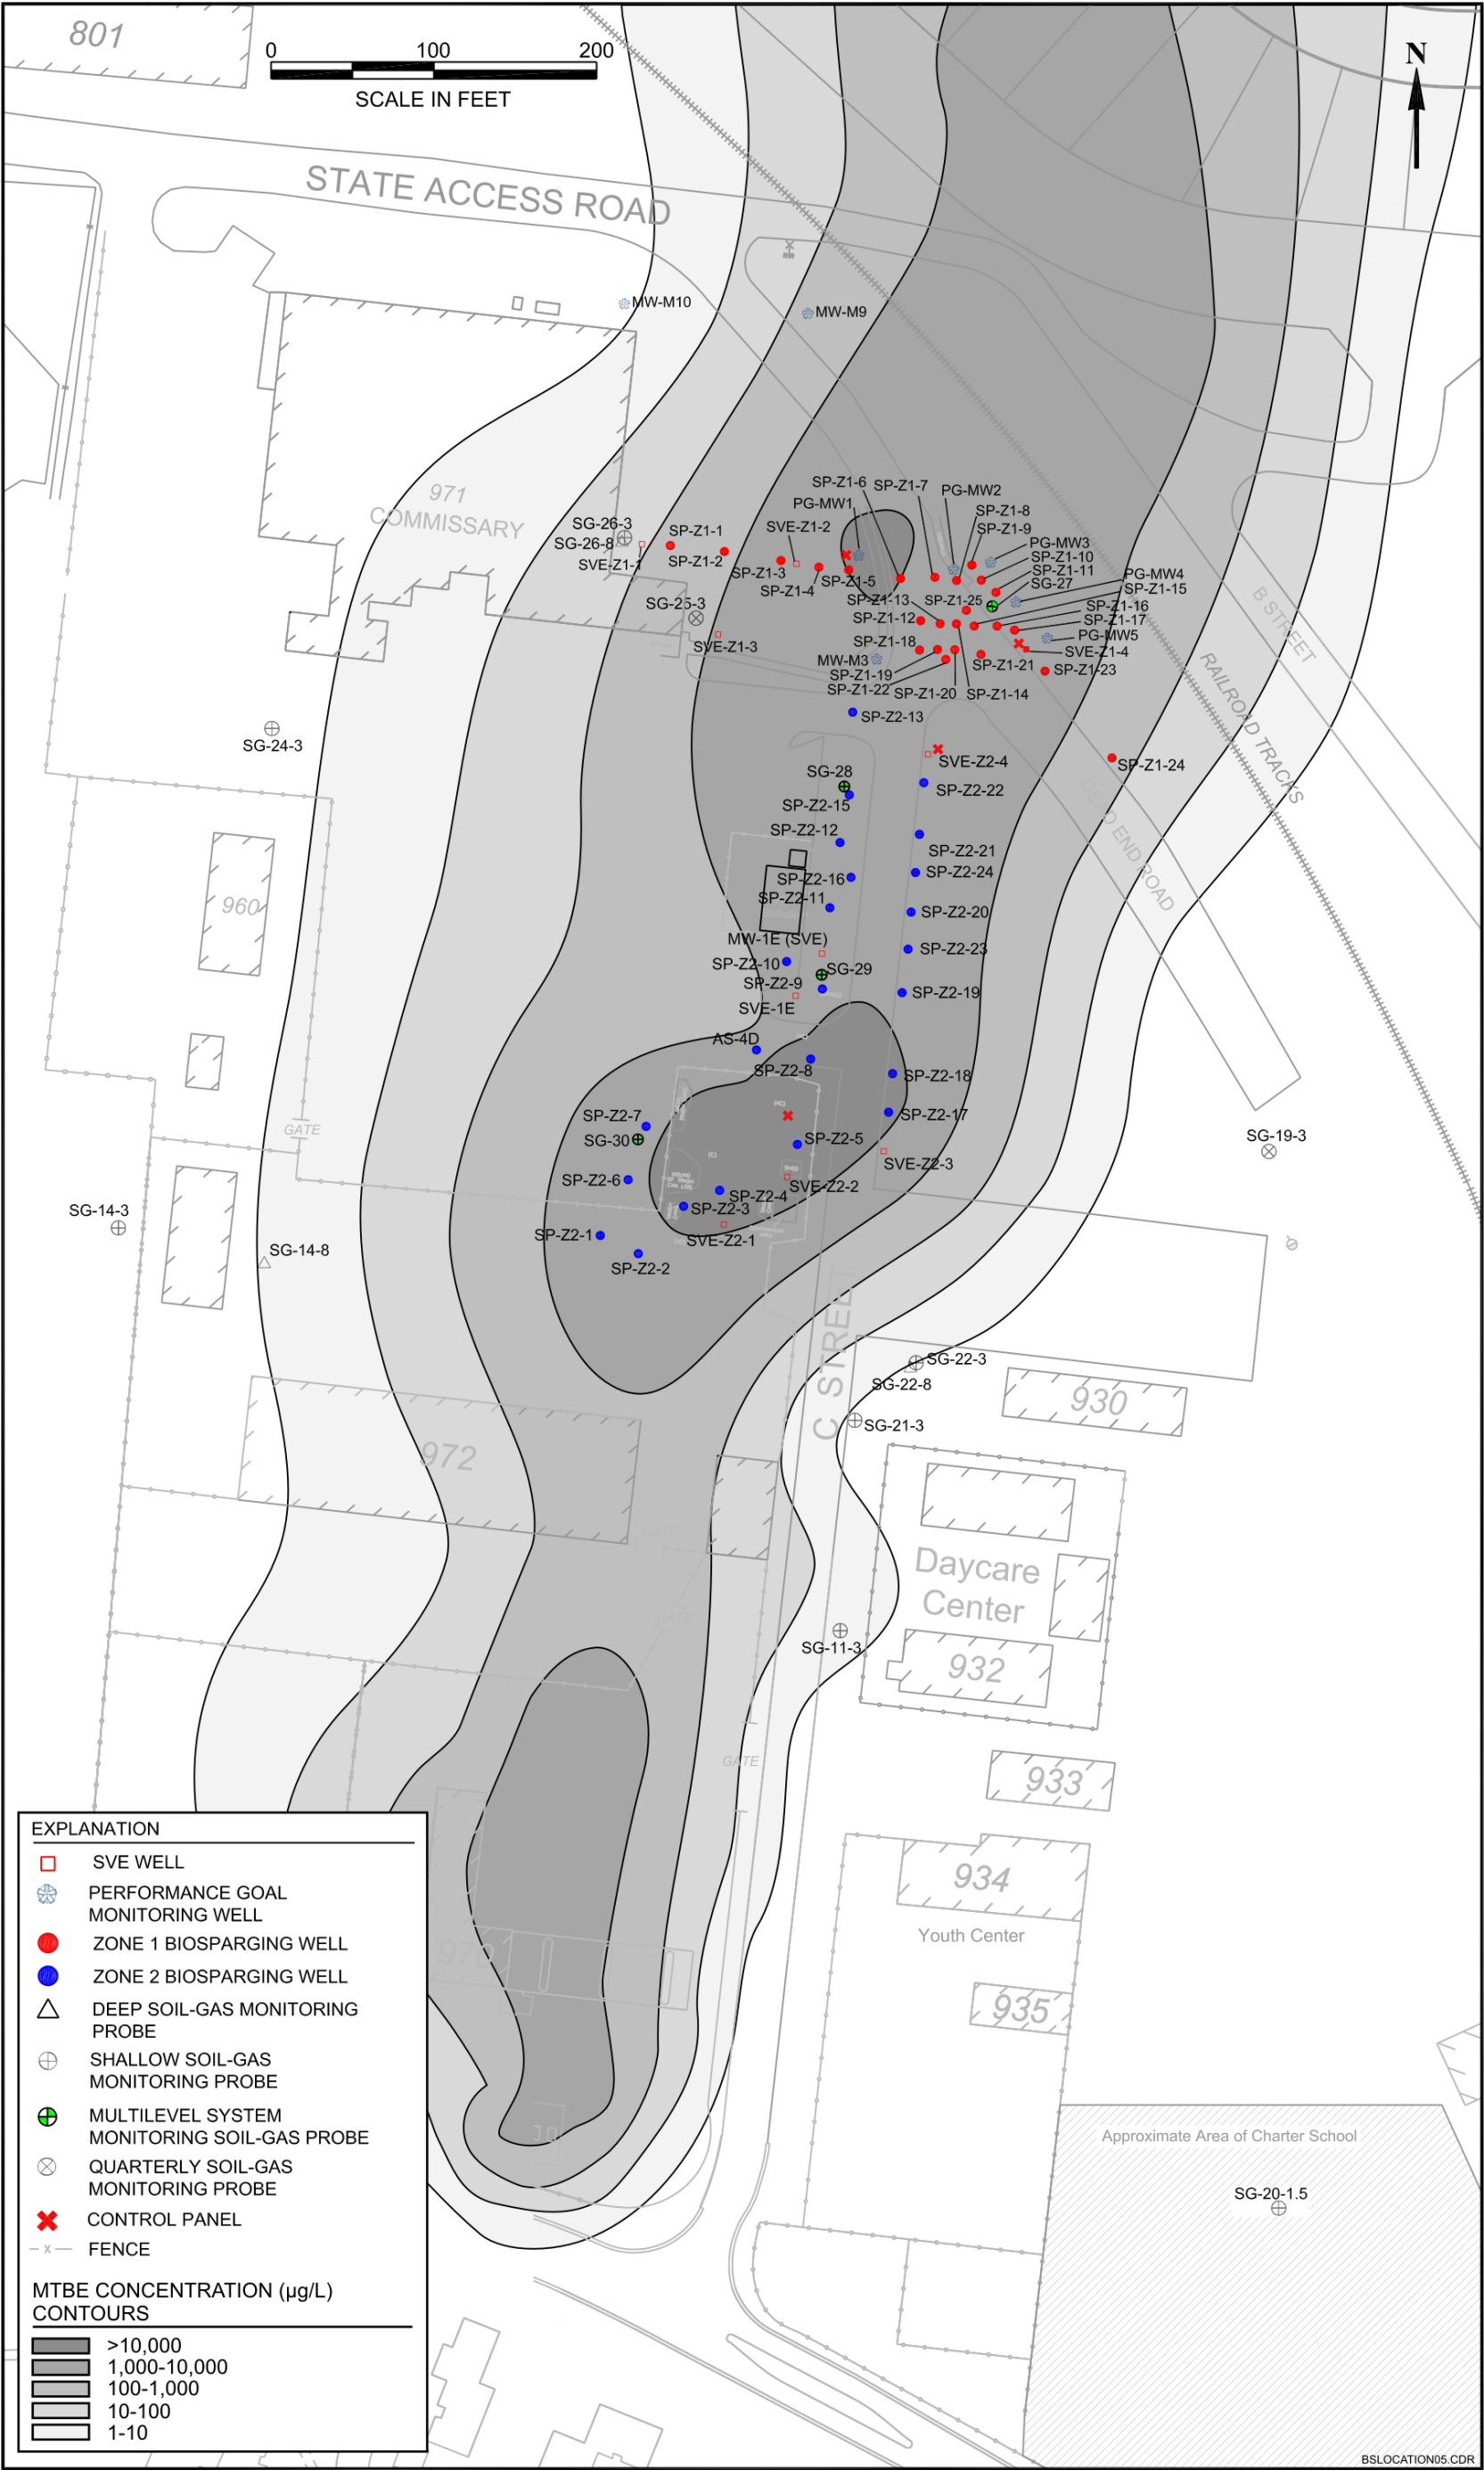 801
0 100 200
SCALE IN FEET
N
STATE ACCESS ROAD
RR
MW-M10
MW-M9
971
COMMISSARY
SP-Z1-6
SP-Z1-7
PG-MW2
PG-MW1
SP-Z1-8
SG-26-3
SP-Z1-1
SVE-Z1-2
SP-Z1-9
SG-26-8
PG-MW3
SVE-Z1-1
SP-Z1-2
SP-Z1-10
SP-Z1-3
SP-Z1-5
SP-Z1-11
PG-MW4
SP-Z1-4
SG-27
SP-Z1-15
SG-25-3
SP-Z1-13
SP-Z1-25
SP-Z1-16
SP-Z1-12
SP-Z1-17
SVE-Z1-3
SP-Z1-18
PG-MW5
MW-M3
SVE-Z1-4
SP-Z1-19
SP-Z1-21
SP-Z1-23
SP-Z1-22
SP-Z1-20
SP-Z1-14
B STREET
RAILROAD TRACKS
SP-Z2-13
SG-24-3
SVE-Z2-4
SP-Z1-24
SG-28
SP-Z2-22
SP-Z2-15
DEAD END ROAD
SP-Z2-12
SP-Z2-21
SP-Z2-16
SP-Z2-24
SP-Z2-11
960
SP-Z2-20
MW-1E (SVE)
SP-Z2-23
SP-Z2-10
SG-29
SP-Z2-9
SP-Z2-19
SVE-1E
AS-4D
SP-Z2-8
SP-Z2-18
SP-Z2-7
SP-Z2-17
GATE
SG-30
SP-Z2-5
SG-19-3
SVE-Z2-3
SP-Z2-6
SVE-Z2-2
SP-Z2-4
SG-14-3
SP-Z2-3
SP-Z2-1
SVE-Z2-1
SG-14-8
SP-Z2-2
C STREET
SG-22-3
SG-22-8
930
SG-21-3
972
GATE
Daycare
Center
GATE
SG-11-3
932
GATE
933
934
Youth Center
970
935
Approximate Area of Charter School
SG-20-1.5
EXPLANATION
SVE WELL
PERFORMANCE GOAL
MONITORING WELL
ZONE 1 BIOSPARGING WELL
ZONE 2 BIOSPARGING WELL
DEEP SOIL-GAS MONITORING
PROBE
SHALLOW SOIL-GAS
MONITORING PROBE
MULTILEVEL SYSTEM
MONITORING SOIL-GAS PROBE
QUARTERLY SOIL-GAS
MONITORING PROBE
CONTROL PANEL
FENCE
MTBE CONCENTRATION (µg/L)
CONTOURS
>10,000
1,000-10,000
100-1,000
10-100
1-10
BSLOCATION05.CDR